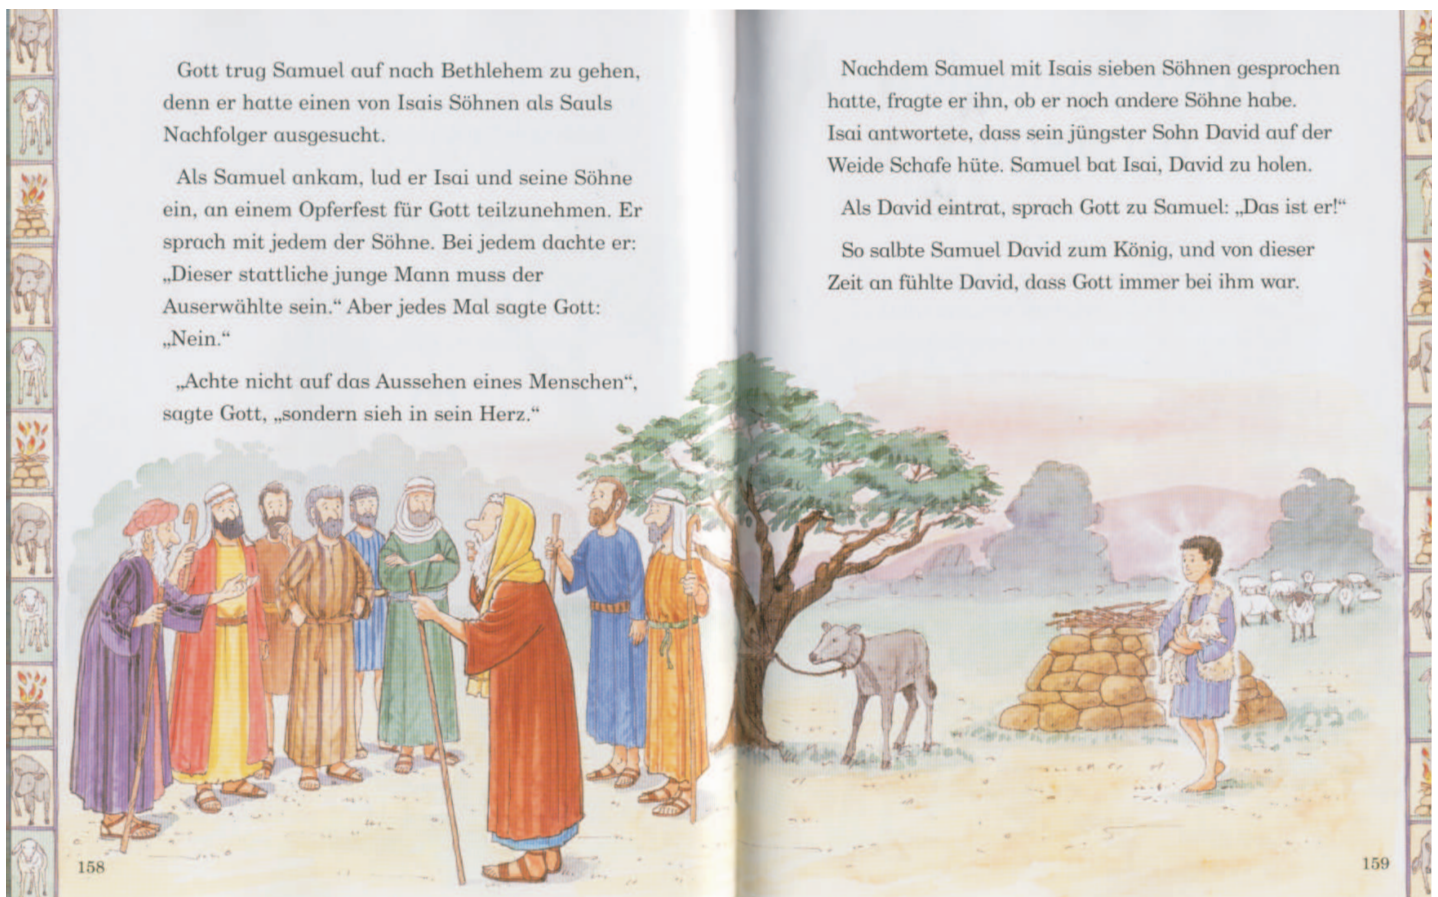 Gott trug Samuel auf nach Bethlehem zu gehen,
denn er hatte einen von Isais Söhnen als Sauls
Nachfolger ausgesucht.
Als Samuel ankam, lud er Isai und seine Söhne
ein, an einem Opferfest für Gott teilzunehmen. Er
sprach mit jedem der Söhne. Bei jedem dachte er:
„Dieser stattliche junge Mann muss der
Auserwählte sein.“ Aber jedes Mal sagte Gott:
„Nein.“
„Achte nicht auf das Aussehen eines Menschen“,
sagte Gott, „sondern sieh in sein Herz.“
158
Nachdem Samuel mit Isais sieben Söhnen gesprochen
hatte, fragte er ihn, ob er noch andere Söhne habe.
Isai antwortete, dass sein jüngster Sohn David auf der
Weide Schafe hüte. Samuel bat Isai, David zu holen.
Als David eintrat, sprach Gott zu Samuel: „Das ist er!“
So salbte Samuel David zum König, und von dieser
Zeit an fühlte David, dass Gott immer bei ihm war.
159